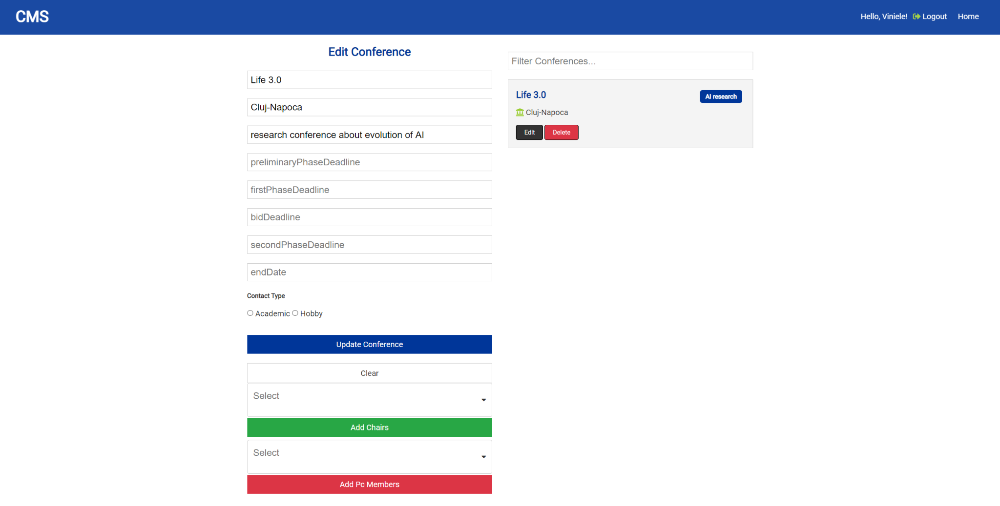 CMS
Hello, Viniele! Logout Home
Edit Conference
Life 3.0
Cluj-Napoca
research conference about evolution of AI
preliminaryPhaseDeadline
firstPhaseDeadline
bidDeadline
secondPhaseDeadline
endDate
Contact Type
Academic Hobby
Update Conference
Clear
Select
Add Chairs
Select
Add Pc Members
Filter Conferences...
Life 3.0
AI research
Cluj-Napoca
Edit Delete